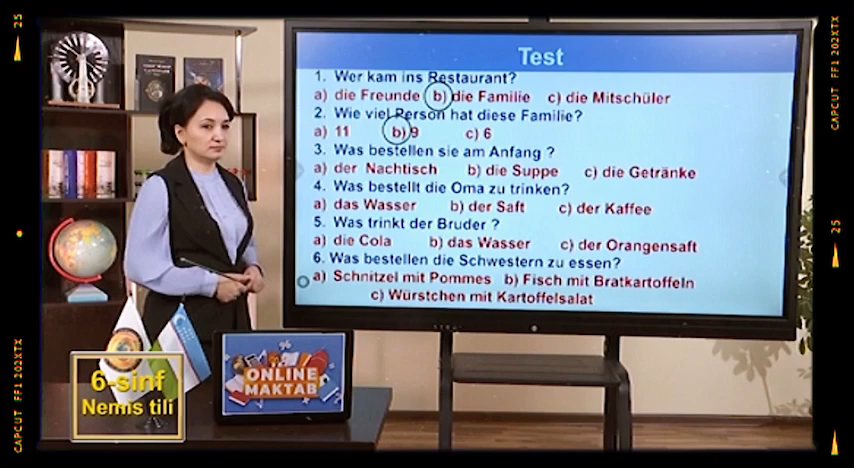 Test
1. Wer kam ins Restaurant?
a) die Freunde b) die Familie c) die Mitschüler
2. Wie viel Person hat diese Familie?
a) 11 b) 9 c) 6
3. Was bestellen sie am Anfang ?
a) der Nachtisch b) die Suppe c) die Getränke
4. Was bestellt die Oma zu trinken?
a) das Wasser b) der Saft c) der Kaffee
5. Was trinkt der Bruder ?
a) die Cola b) das Wasser c) der Orangensaft
6. Was bestellen die Schwestern zu essen?
a) Schnitzel mit Pommes b) Fisch mit Bratkartoffeln
c) Würstchen mit Kartoffelsalat
ONLINE
MAKTAB
6-sinf
Nemis tili
25
CAPCUT FF1 202XTX
CAPCUT FF1 202XTX
25
CAPCUT FF1 202XTX